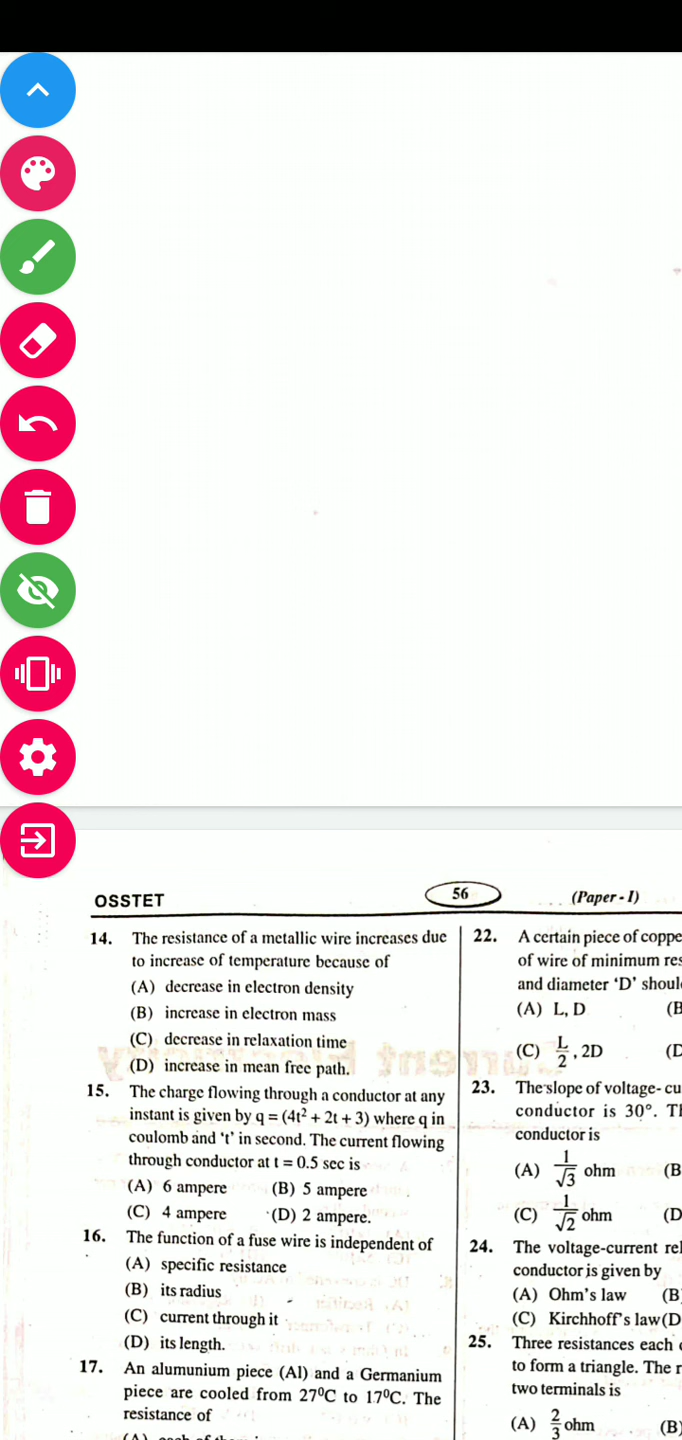 OSSTET
56
(Paper - I)
14. The resistance of a metallic wire increases due
to increase of temperature because of
(A) decrease in electron density
(B) increase in electron mass
(C) decrease in relaxation time
(D) increase in mean free path.
15. The charge flowing through a conductor at any
instant is given by q = (4t² + 2t + 3) where q in
coulomb and ‘t’ in second. The current flowing
through conductor at t = 0.5 sec is
(A) 6 ampere (B) 5 ampere
(C) 4 ampere (D) 2 ampere.
16. The function of a fuse wire is independent of
(A) specific resistance
(B) its radius
(C) current through it
(D) its length.
17. An alumunium piece (Al) and a Germanium
piece are cooled from 27⁰C to 17⁰C. The
resistance of
22. A certain piece of coppe
of wire of minimum res
and diameter ‘D’ shoul
(A) L, D
(C) L/2, 2D
23. The slope of voltage- cu
conductor is 30°. Th
conductor is
(A) 1/√3 ohm (B
(C) 1/√2 ohm (D
24. The voltage-current rel
conductor is given by
(A) Ohm's law (B
(C) Kirchhoff's law(D
25. Three resistances each
to form a triangle. The r
two terminals is
(A) 2/3 ohm (B)